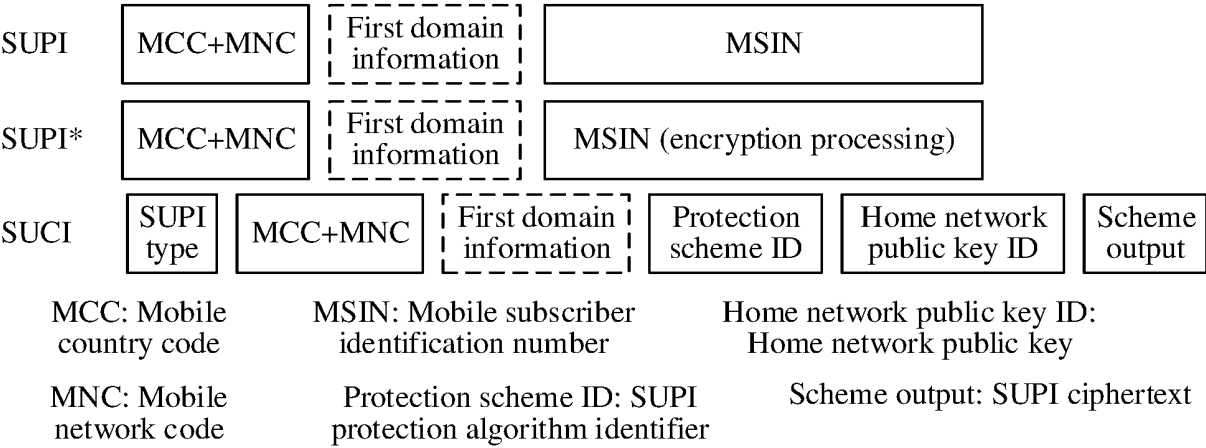 SUPI MCC+MNC First domain information MSIN
SUPI* MCC+MNC First domain information MSIN (encryption processing)
SUCI SUPI type MCC+MNC First domain information Protection scheme ID Home network public key ID Scheme output
MCC: Mobile country code
MSIN: Mobile subscriber identification number
Home network public key ID: Home network public key
MNC: Mobile network code
Protection scheme ID: SUPI protection algorithm identifier
Scheme output: SUPI ciphertext